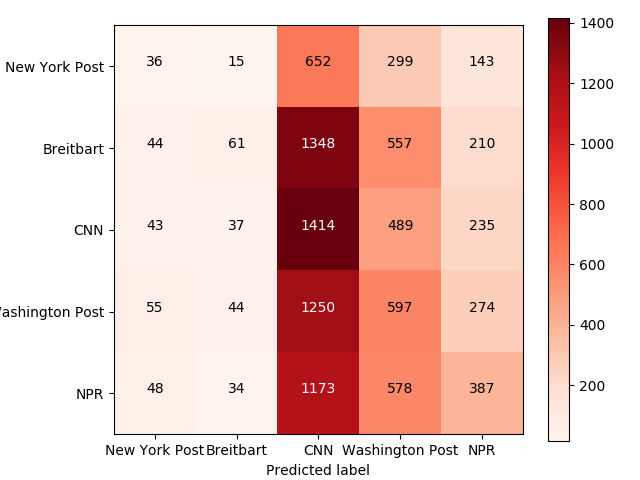 New York Post 36 15 652 299 143
Breitbart 44 61 1348 557 210
CNN 43 37 1414 489 235
ashington Post 55 44 1250 597 274
NPR 48 34 1173 578 387
New York Post Breitbart CNN Washington Post NPR
Predicted label
1400
1200
1000
800
600
400
200